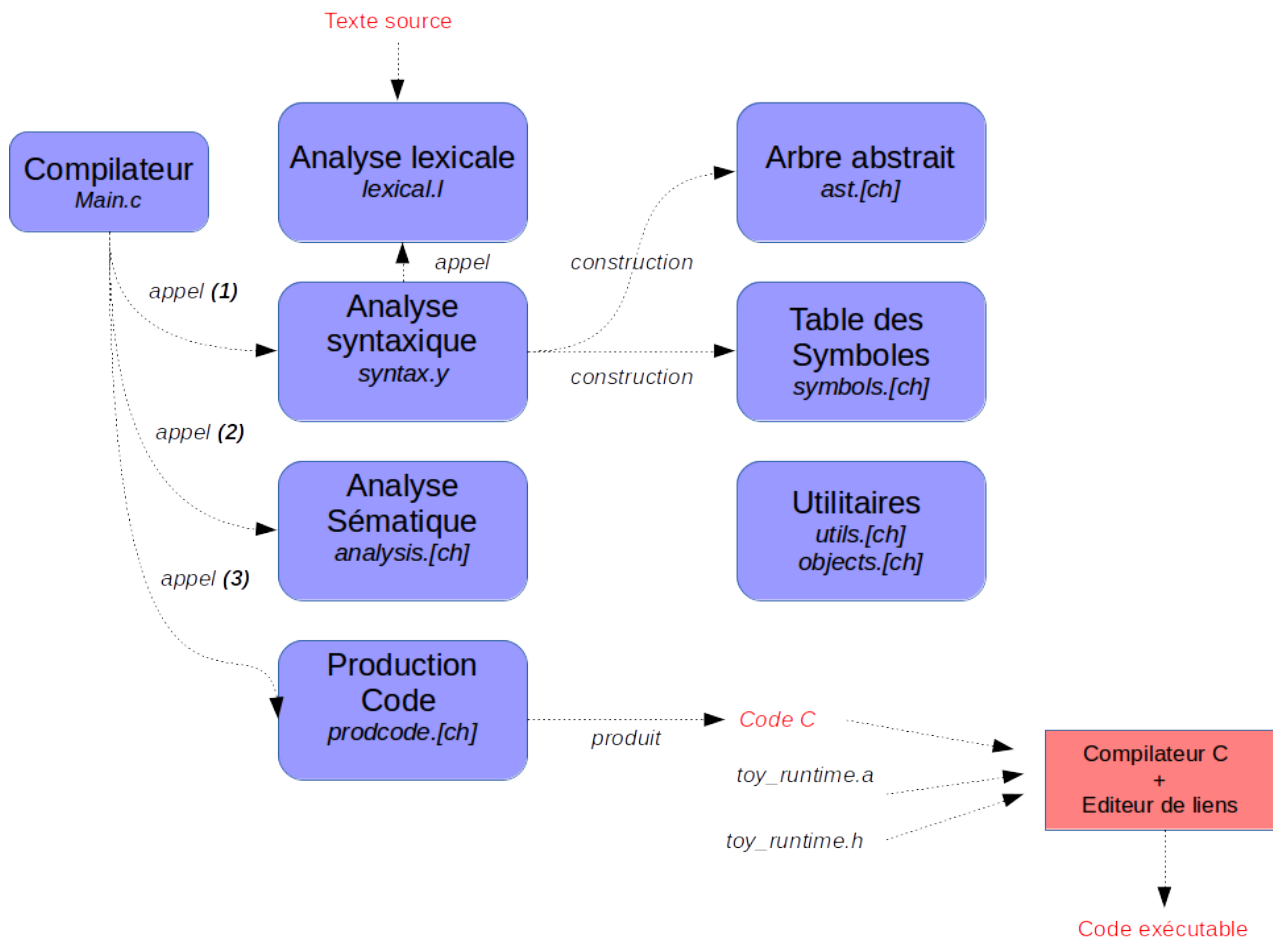 Texte source
Compilateur
Main.c
Analyse lexicale
lexical.l
Arbre abstrait
ast.[ch]
appel
construction
appel (1)
Analyse
syntaxique
syntax.y
Table des
Symboles
symbols.[ch]
construction
appel (2)
Analyse
Sématique
analysis.[ch]
Utilitaires
utils.[ch]
objects.[ch]
appel (3)
Production
Code
prodcode.[ch]
produit
Code C
toy_runtime.a
toy_runtime.h
Compilateur C
+
Editeur de liens
Code exécutable